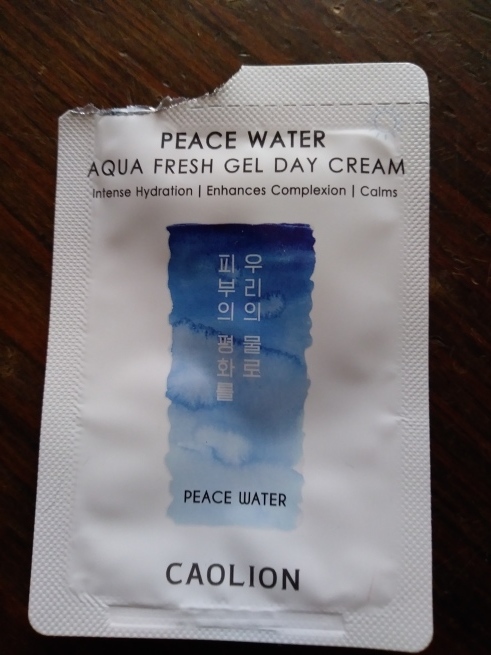 PEACE WATER
AQUA FRESH GEL DAY CREAM
Intense Hydration | Enhances Complexion | Calms
우리의 물로
피부의 평화를
PEACE WATER
CAOLION